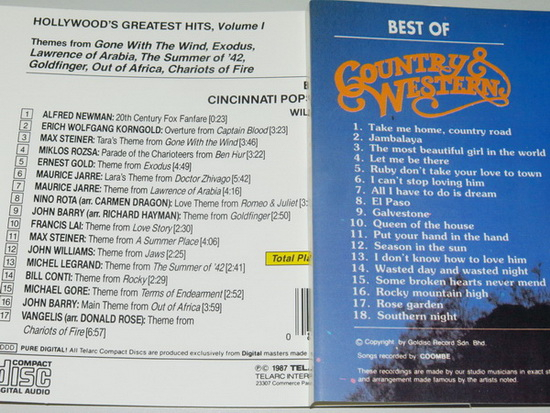 HOLLYWOOD'S GREATEST HITS, Volume I
Themes from Gone With The Wind, Exodus,
Lawrence of Arabia, The Summer of '42,
Goldfinger, Out of Africa, Chariots of Fire
CINCINNATI POPS
1 ALFRED NEWMAN: 20th Century Fox Fanfare [0:23]
2 ERICH WOLFGANG KORNGOLD: Overture from Captain Blood [3:23]
3 MAX STEINER: Tara's Theme from Gone With The Wind [3:46]
4 MIKLOS ROZSA: Parade of the Charioteers from Ben Hur [3:22]
5 ERNEST GOLD: Theme from Exodus [4:49]
6 MAURICE JARRE: Lara's Theme from Doctor Zhivago [5:42]
7 MAURICE JARRE: Theme from Lawrence of Arabia [4:16]
8 NINO ROTA (arr. CARMEN DRAGON): Love Theme from Romeo & Juliet
9 JOHN BARRY (arr. RICHARD HAYMAN): Theme from Goldfinger [2:50]
10 FRANCIS LAI: Theme from Love Story [2:30]
11 MAX STEINER: Theme from A Summer Place [4:06]
12 JOHN WILLIAMS: Theme from Jaws [2:25]
13 MICHEL LEGRAND: Theme from The Summer of '42 [2:41]
14 BILL CONTI: Theme from Rocky [2:29]
15 MICHAEL GORE: Theme from Terms of Endearment [2:52]
16 JOHN BARRY: Main Theme from Out of Africa [3:59]
17 VANGELIS (arr. DONALD ROSE): Theme from
Chariots of Fire [6:57]
Total
DDD PURE DIGITAL! All Telarc Compact Discs are produced exclusively from Digital masters made
COMPACT
disc
DIGITAL AUDIO
℗© 1987
TELARC INTER
23307 Commerce
BEST OF
COUNTRY &
WESTERN
1. Take me home, country road
2. Jambalaya
3. The most beautiful girl in the world
4. Let me be there
5. Ruby don't take your love to town
6. I can't stop loving him
7. All I have to do is dream
8. El Paso
9. Galvestone
10. Queen of the house
11. Put your hand in the hand
12. Season in the sun
13. I don't know how to love him
14. Wasted day and wasted night
15. Some broken hearts never mend
16. Rocky mountain high
17. Rose garden
18. Southern night
© Copyright by Goldisc Record Sdn Bhd.
Songs recorded by COOMBE.
These recordings are made by our studio musicians in exact
and arrangement made famous by the artists noted.